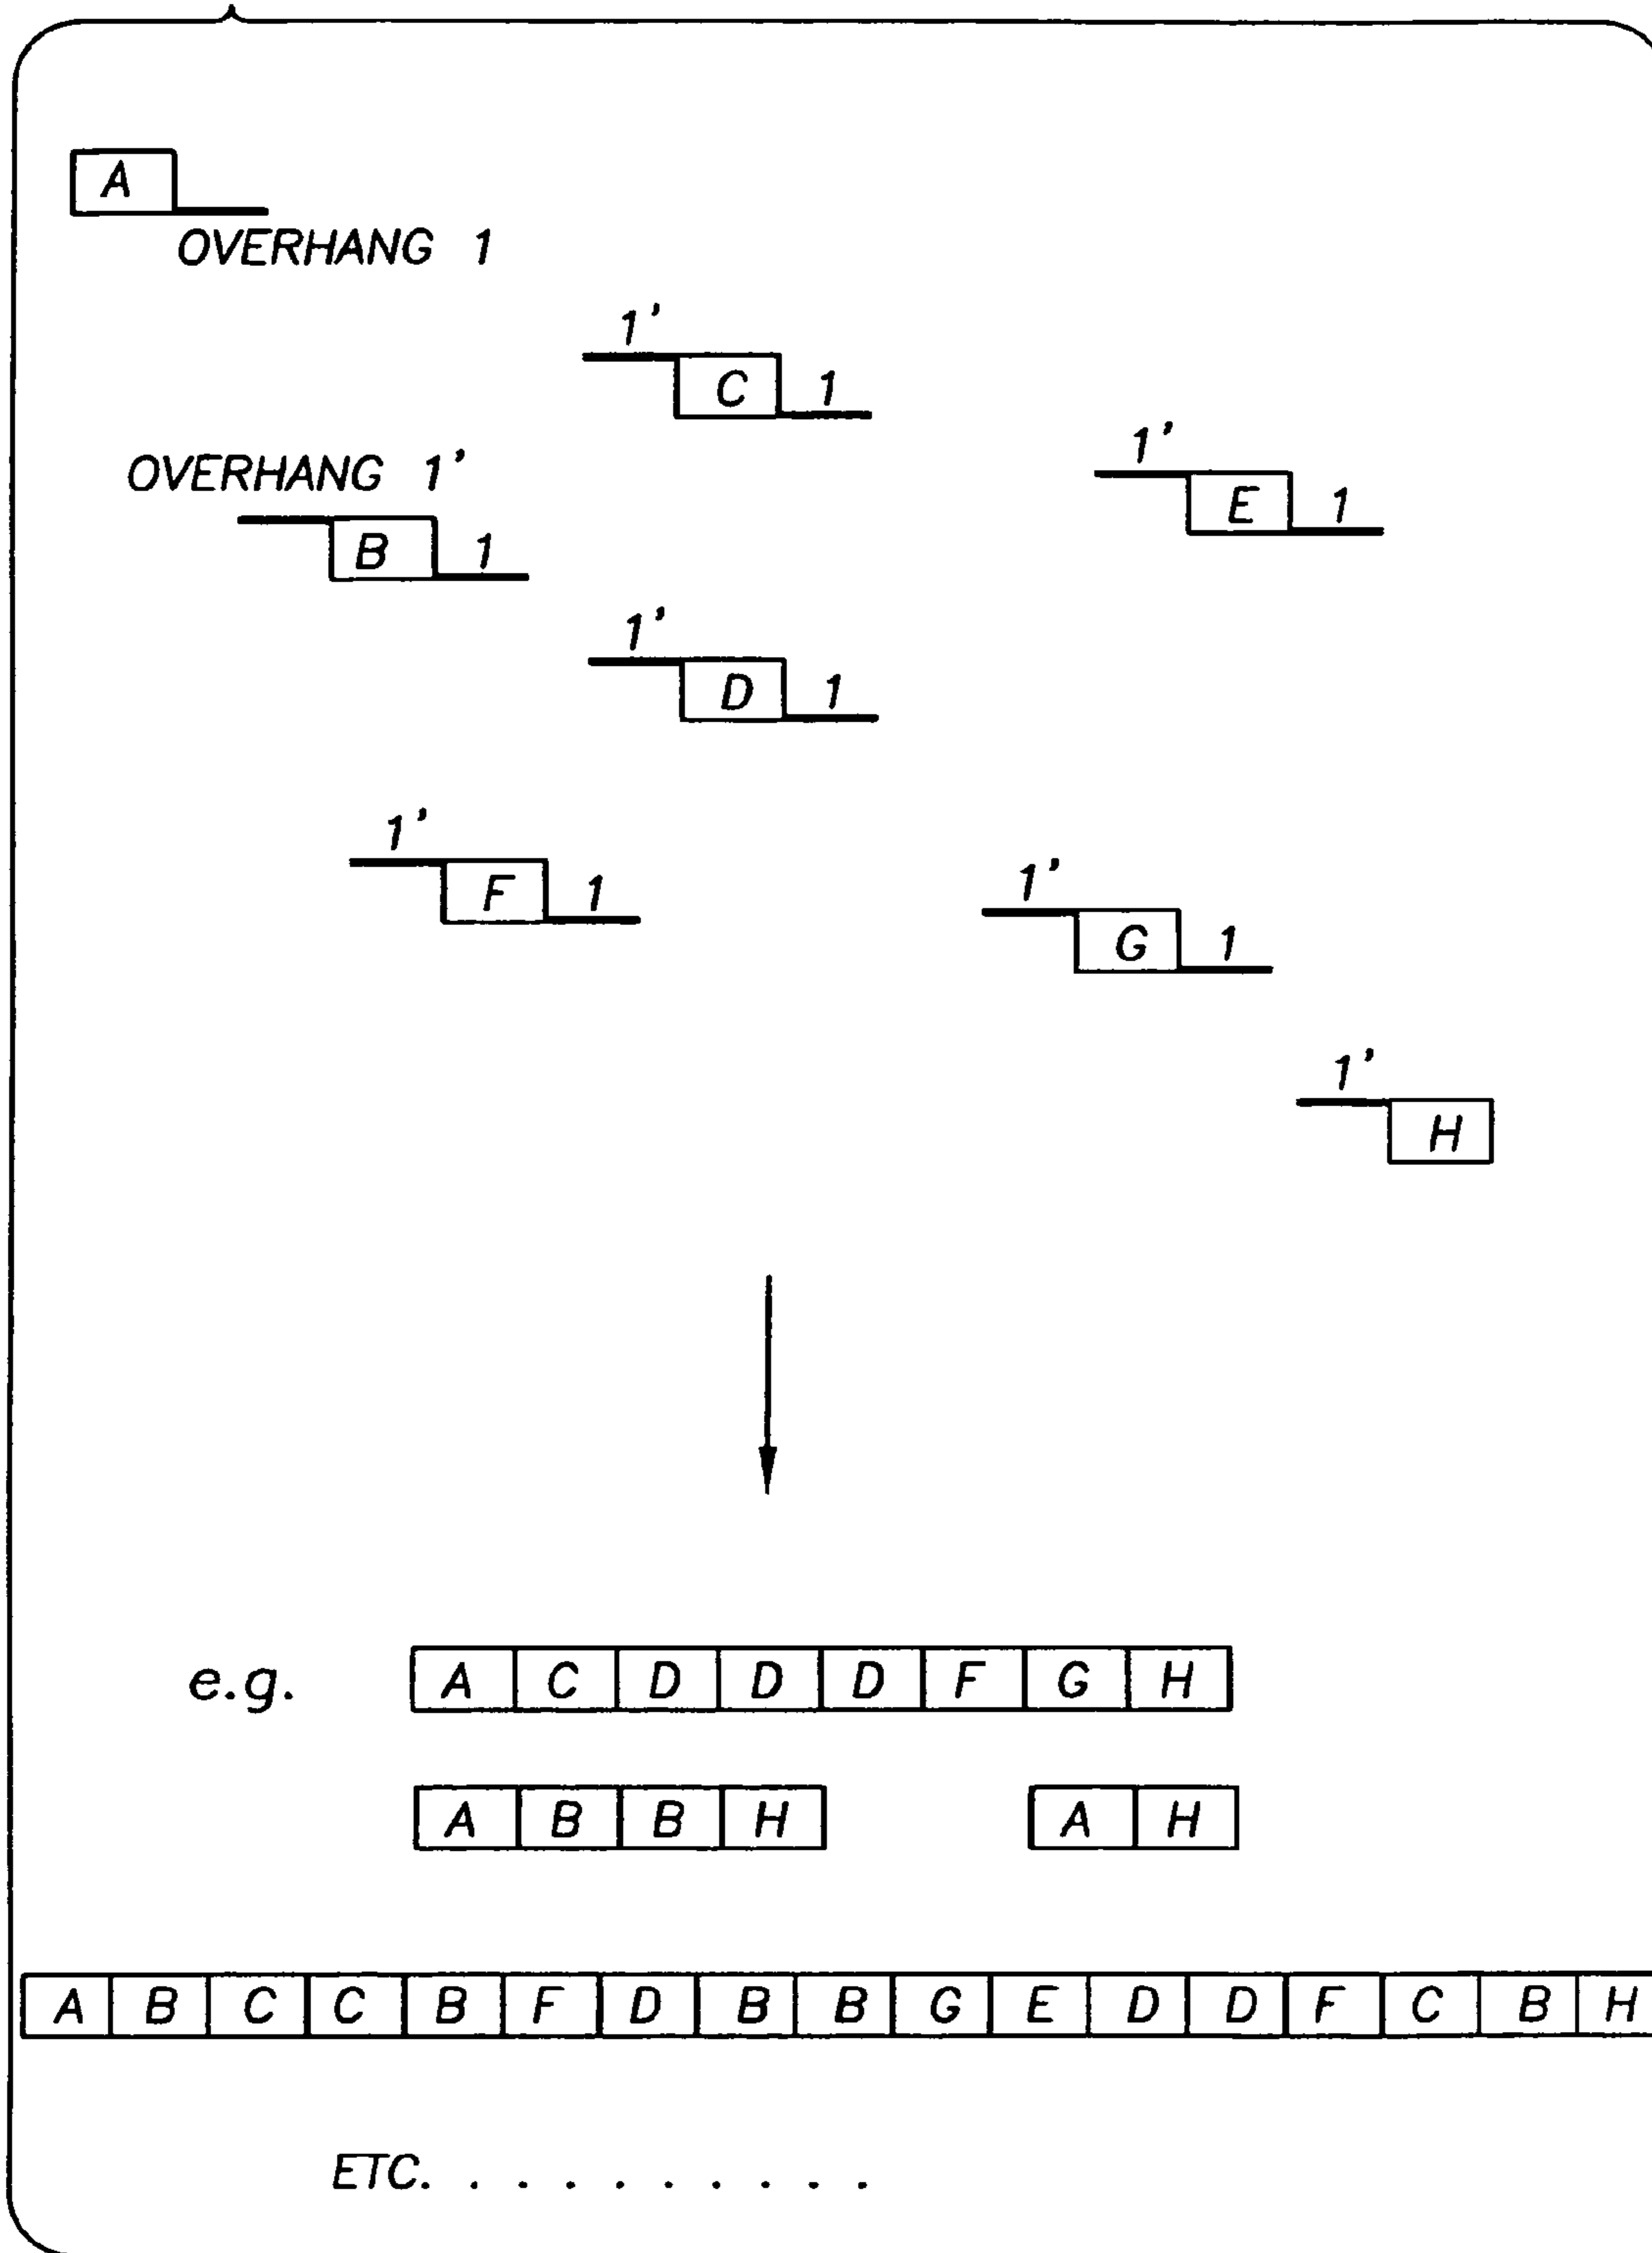 A
OVERHANG 1
1'
C 1
1'
OVERHANG 1'
E 1
B 1
1'
D 1
1'
F 1
1'
G 1
1'
H
e.g. A C D D D F G H
A B B H A H
A B C C B F D B B G E D D F C B H
ETC. . . . . . . . . .